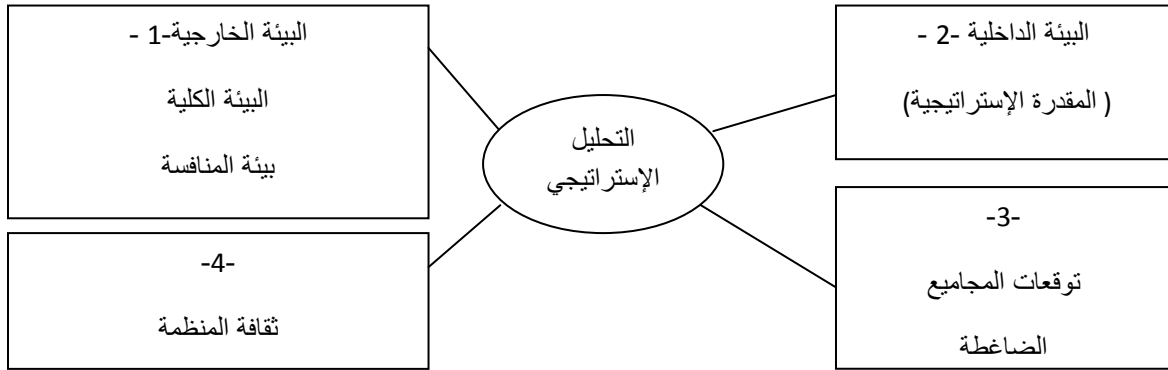 البيئة الخارجية-1 -
البيئة الكلية
بيئة المنافسة
البيئة الداخلية -2 -
( المقدرة الإستراتيجية)
التحليل
الإستراتيجي
-3-
توقعات المجاميع
الضاغطة
-4-
ثقافة المنظمة